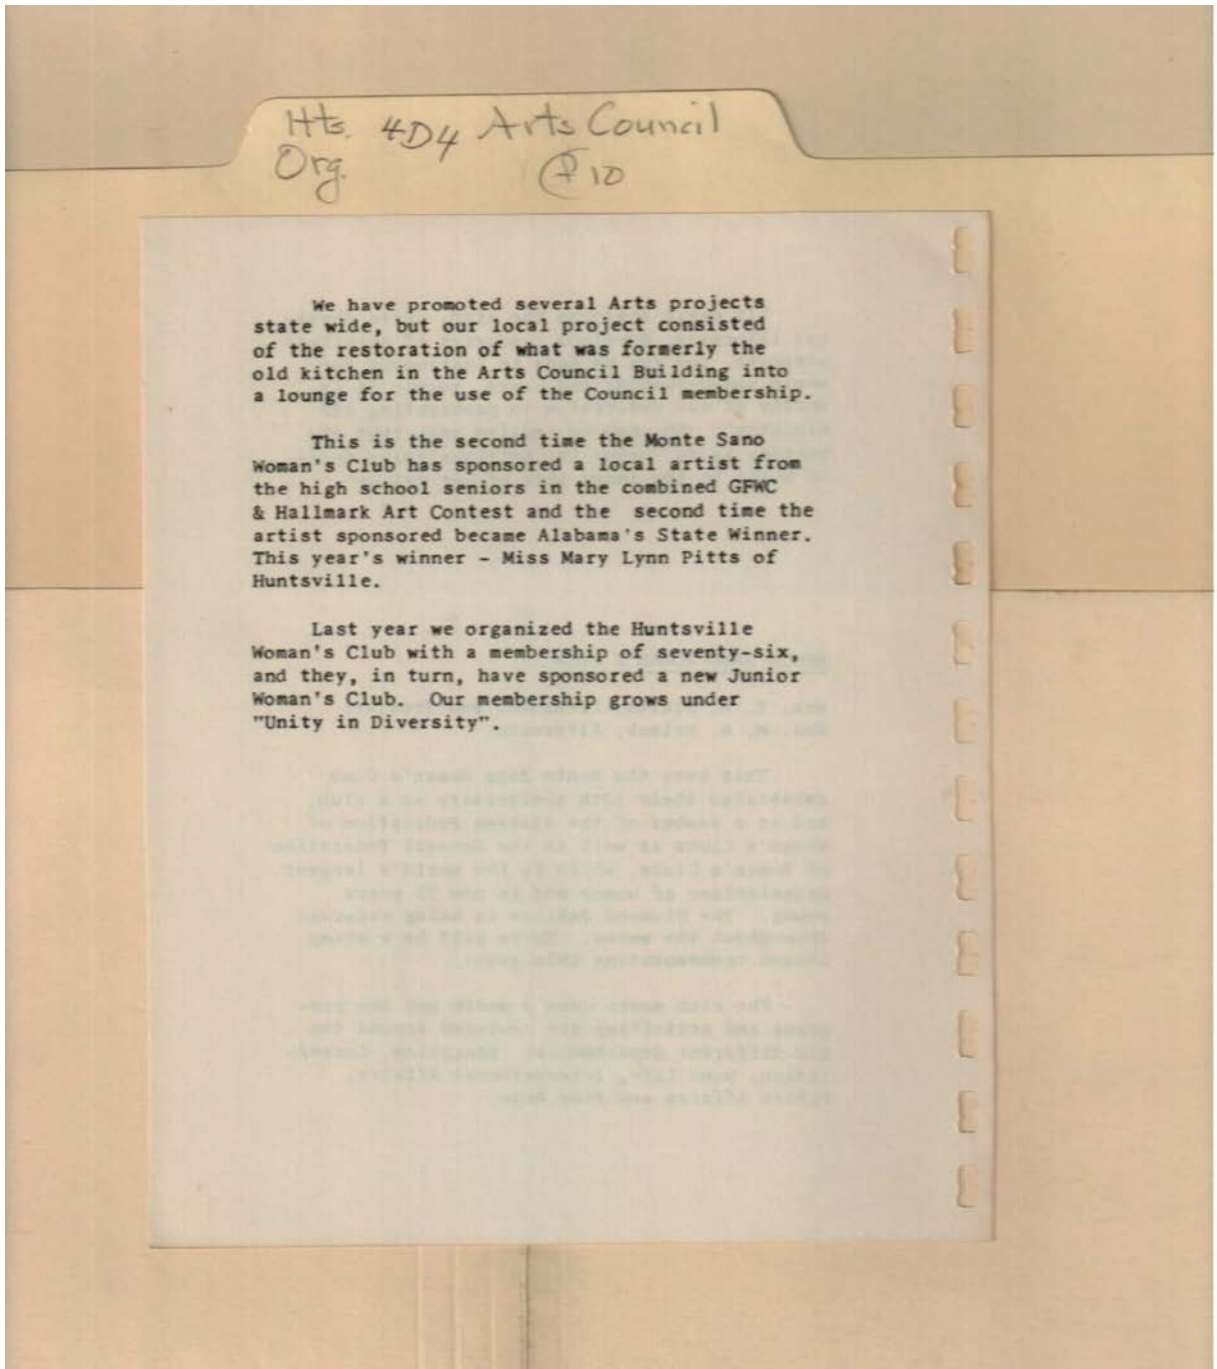 Hts. 4D4 Arts Council
Org. 10
We have promoted several Arts projects
state wide, but our local project consisted
of the restoration of what was formerly the
old kitchen in the Arts Council Building into
a lounge for the use of the Council membership.
This is the second time the Monte Sano
Woman's Club has sponsored a local artist from
the high school seniors in the combined GFWC
& Hallmark Art Contest and the second time the
artist sponsored became Alabama's State Winner.
This year's winner - Miss Mary Lynn Pitts of
Huntsville.
Last year we organized the Huntsville
Woman's Club with a membership of seventy-six,
and they, in turn, have sponsored a new Junior
Woman's Club. Our membership grows under
"Unity in Diversity".